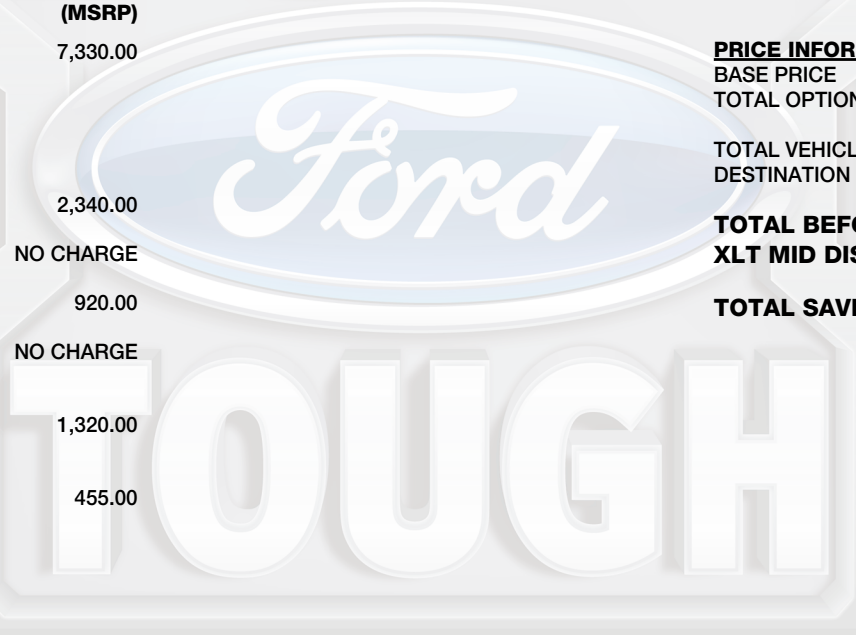 (MSRP)
7,330.00
2,340.00
NO CHARGE
920.00
NO CHARGE
1,320.00
455.00
PRICE INFOR
BASE PRICE
TOTAL OPTION
TOTAL VEHICL
DESTINATION
TOTAL BEFO
XLT MID DIS
TOTAL SAVI
Ford
TOUGH